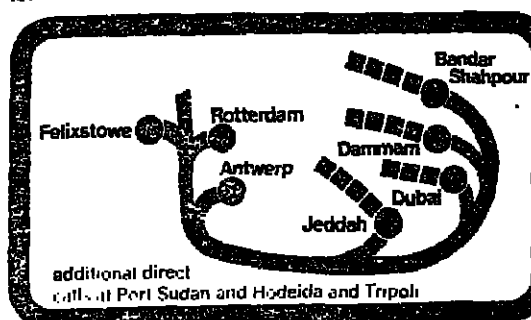 Bandar
Shahpour
Felixstowe
Rotterdam
Dammam
Antwerp
Dubai
Jeddah
additional direct
calls at Port Sudan and Hodeida and Tripoli